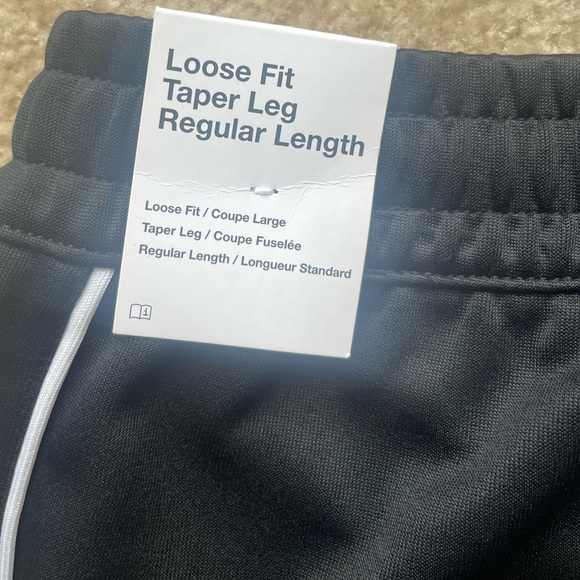 Loose Fit
Taper Leg
Regular Length
Loose Fit / Coupe Large
Taper Leg / Coupe Fuselée
Regular Length / Longueur Standard
i